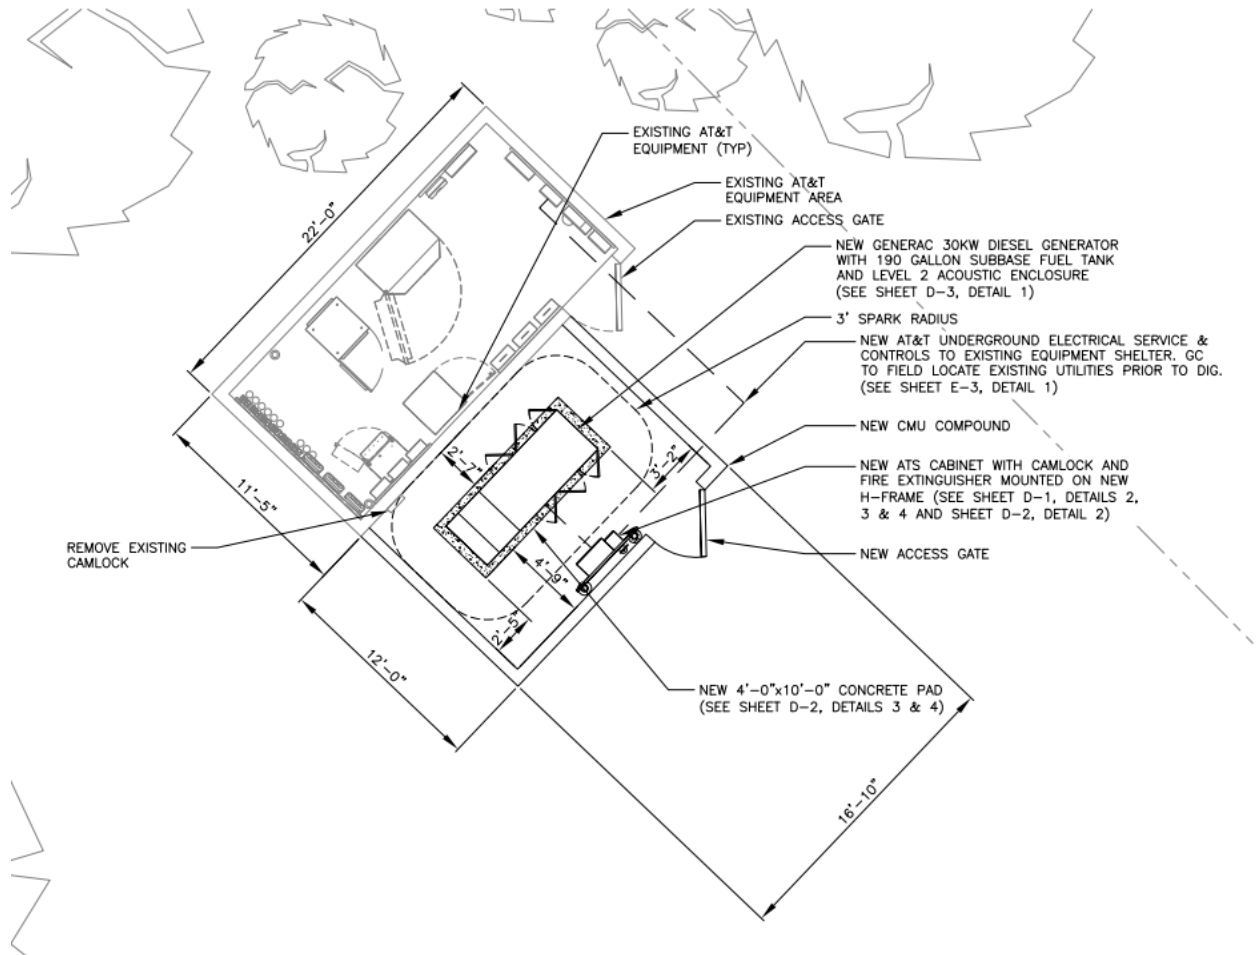 EXISTING AT&T
EQUIPMENT (TYP)
EXISTING AT&T
EQUIPMENT AREA
EXISTING ACCESS GATE
NEW GENERAC 30KW DIESEL GENERATOR
WITH 190 GALLON SUBBASE FUEL TANK
AND LEVEL 2 ACOUSTIC ENCLOSURE
(SEE SHEET D-3, DETAIL 1)
3' SPARK RADIUS
NEW AT&T UNDERGROUND ELECTRICAL SERVICE &
CONTROLS TO EXISTING EQUIPMENT SHELTER. GC
TO FIELD LOCATE EXISTING UTILITIES PRIOR TO DIG.
(SEE SHEET E-3, DETAIL 1)
NEW CMU COMPOUND
NEW ATS CABINET WITH CAMLOCK AND
FIRE EXTINGUISHER MOUNTED ON NEW
H-FRAME (SEE SHEET D-1, DETAILS 2,
3 & 4 AND SHEET D-2, DETAIL 2)
NEW ACCESS GATE
NEW 4'-0"x10'-0" CONCRETE PAD
(SEE SHEET D-2, DETAILS 3 & 4)
REMOVE EXISTING
CAMLOCK
22'-0"
11'-5"
12'-0"
16'-10"
2'-7"
3'-2"
4'-9"
2'-5"